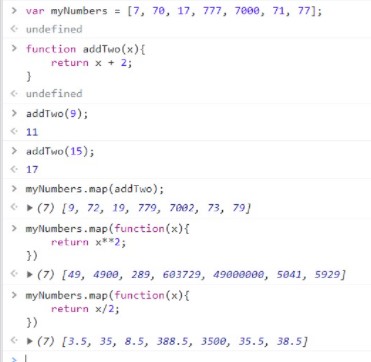 > var myNumbers = [7, 70, 17, 777, 7000, 71, 77];
<· undefined
> function addTwo(x){
return x + 2;
}
<· undefined
> addTwo(9);
<· 11
> addTwo(15);
<· 17
> myNumbers.map(addTwo);
<· ▶(7) [9, 72, 19, 779, 7002, 73, 79]
> myNumbers.map(function(x){
return x**2;
})
<· ▶(7) [49, 4900, 289, 603729, 49000000, 5041, 5929]
> myNumbers.map(function(x){
return x/2;
})
<· ▶(7) [3.5, 35, 8.5, 388.5, 3500, 35.5, 38.5]
>